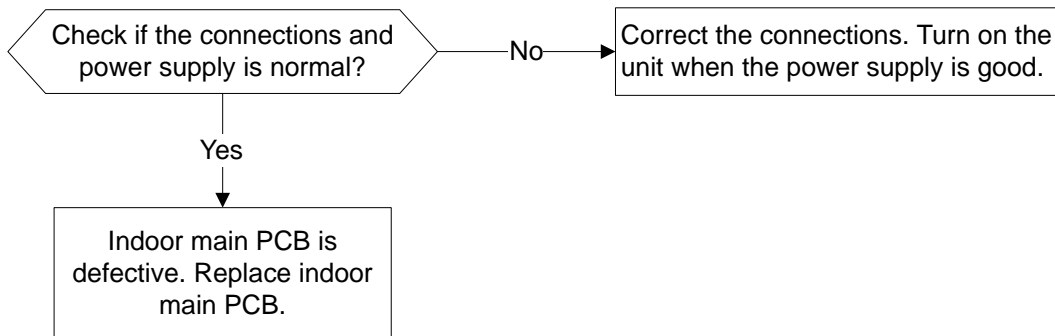 Check if the connections and
power supply is normal?
No
Correct the connections. Turn on the
unit when the power supply is good.
Yes
Indoor main PCB is
defective. Replace indoor
main PCB.